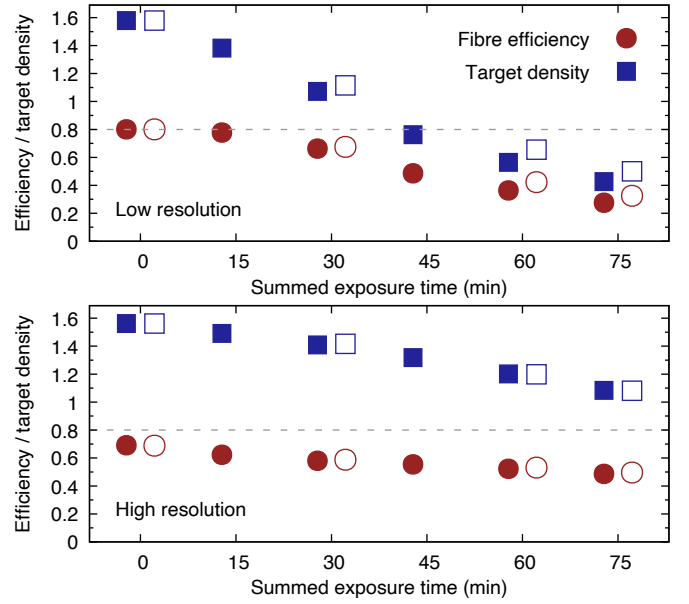 1.6
1.4
1.2
1
0.8
0.6
0.4
0.2
0
Efficiency / target density
Fibre efficiency
Target density
Low resolution
0 15 30 45 60 75
Summed exposure time (min)
1.6
1.4
1.2
1
0.8
0.6
0.4
0.2
0
Efficiency / target density
High resolution
0 15 30 45 60 75
Summed exposure time (min)